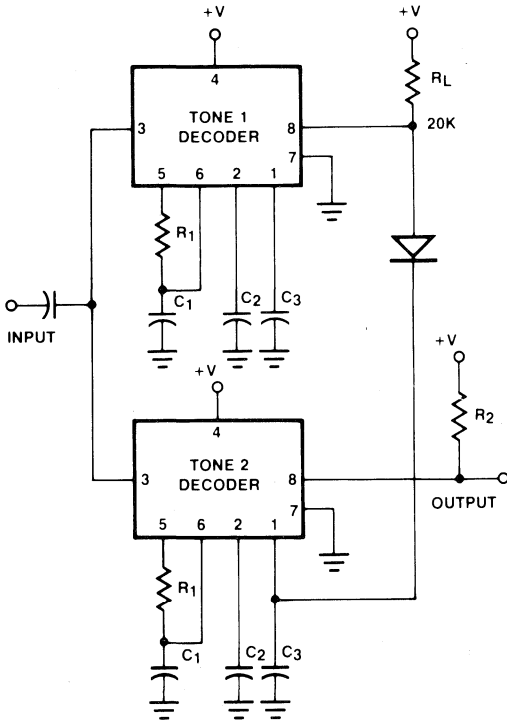 +V
+V
RL
4
TONE 1
DECODER
3
8
20K
7
5
6
2
1
R1
C1
C2
C3
INPUT
+V
+V
4
R2
TONE 2
DECODER
3
8
7
OUTPUT
5
6
2
1
R1
C1
C2
C3